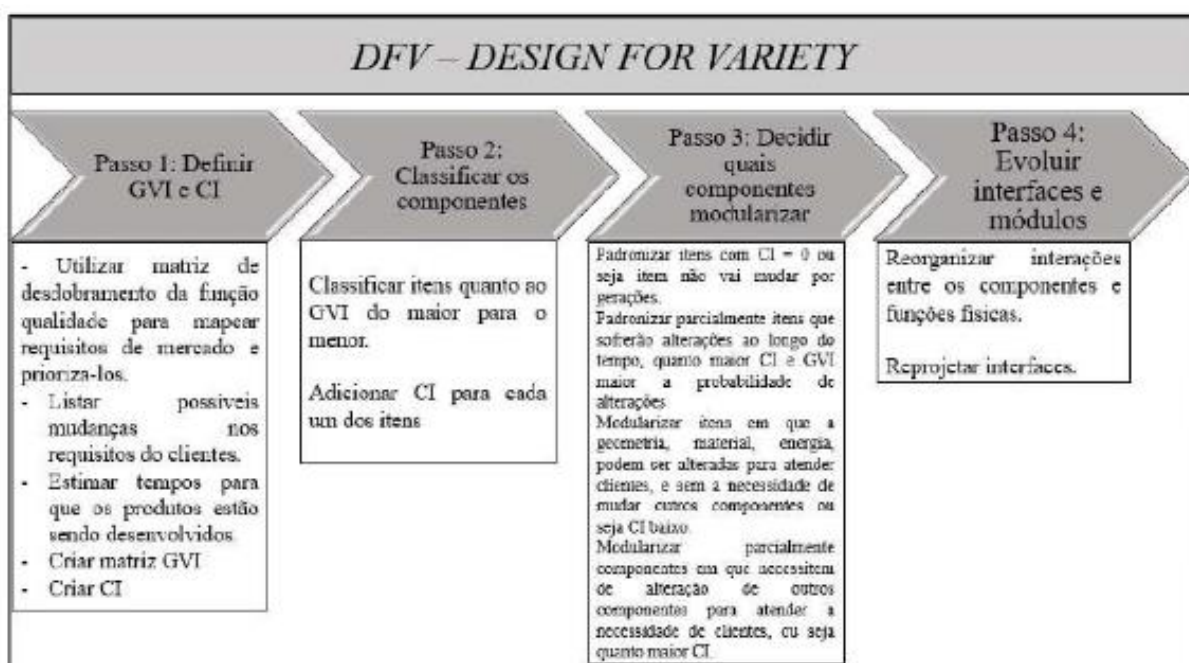 DFV – DESIGN FOR VARIETY
Passo 1: Definir
GVI e CI
- Utilizar matriz de
desdobramento da função
qualidade para mapear
requisitos de mercado e
prioriza-los.
- Listar possíveis
mudanças nos
requisitos do clientes.
- Estimar tempos para
que os produtos estão
sendo desenvolvidos.
- Criar matriz GVI
- Criar CI
Passo 2:
Classificar os
componentes
Classificar itens quanto ao
GVI do maior para o
menor.
Adicionar CI para cada
um dos itens
Passo 3: Decidir
quais
componentes
modularizar
Padronizar itens com CI = 0 ou
seja item não vai mudar por
gerações.
Padronizar parcialmente itens que
sofrerão alterações ao longo do
tempo, quanto maior CI e GVI
maior a probabilidade de
alterações
Modularizar itens em que a
geometria, material, energia,
podem ser alteradas para atender
clientes, e sem a necessidade de
mudar outros componentes ou
seja CI baixo.
Modularizar parcialmente
componentes em que necessitem
de alteração de outros
componentes para atender a
necessidade de clientes, ou seja
quanto maior CI.
Passo 4:
Evoluir
interfaces e
módulos
Reorganizar interações
entre os componentes e
funções físicas.
Reprojetar interfaces.